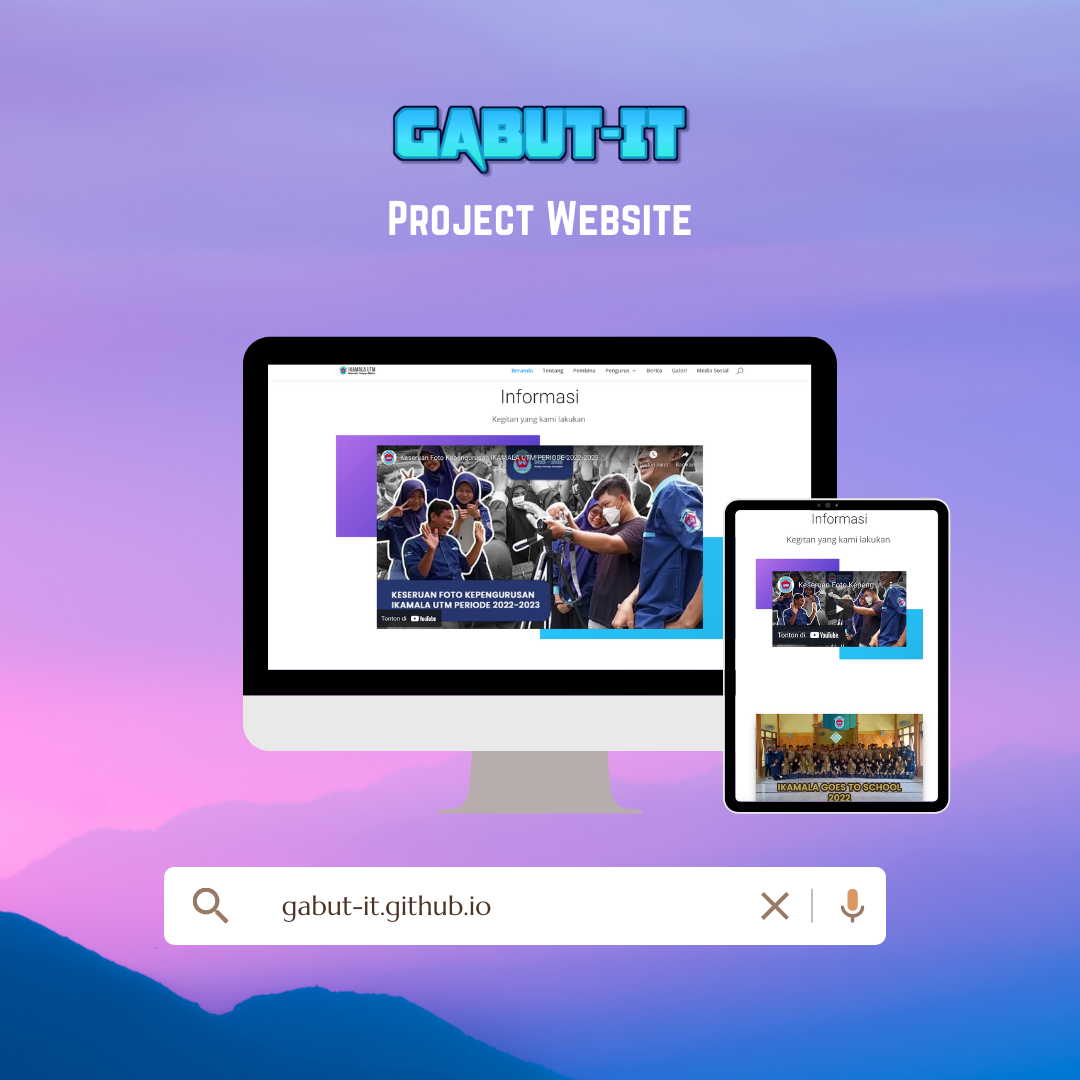 GABUT-IT
Project Website
IKAMALA UTM
Beranda Tentang Pembina Pengurus Berita Galeri Media Sosial
Informasi
Kegitan yang kami lakukan
Keseruan Foto Kepengurusan IKAMALA UTM PERIODE 2022-2023
KESERUAN FOTO KEPENGURUSAN
IKAMALA UTM PERIODE 2022-2023
Tonton di YouTube
Informasi
Kegitan yang kami lakukan
Keseruan Foto Kepeng...
Tonton di YouTube
IKAMALA GOES TO SCHOOL
2022
gabut-it.github.io